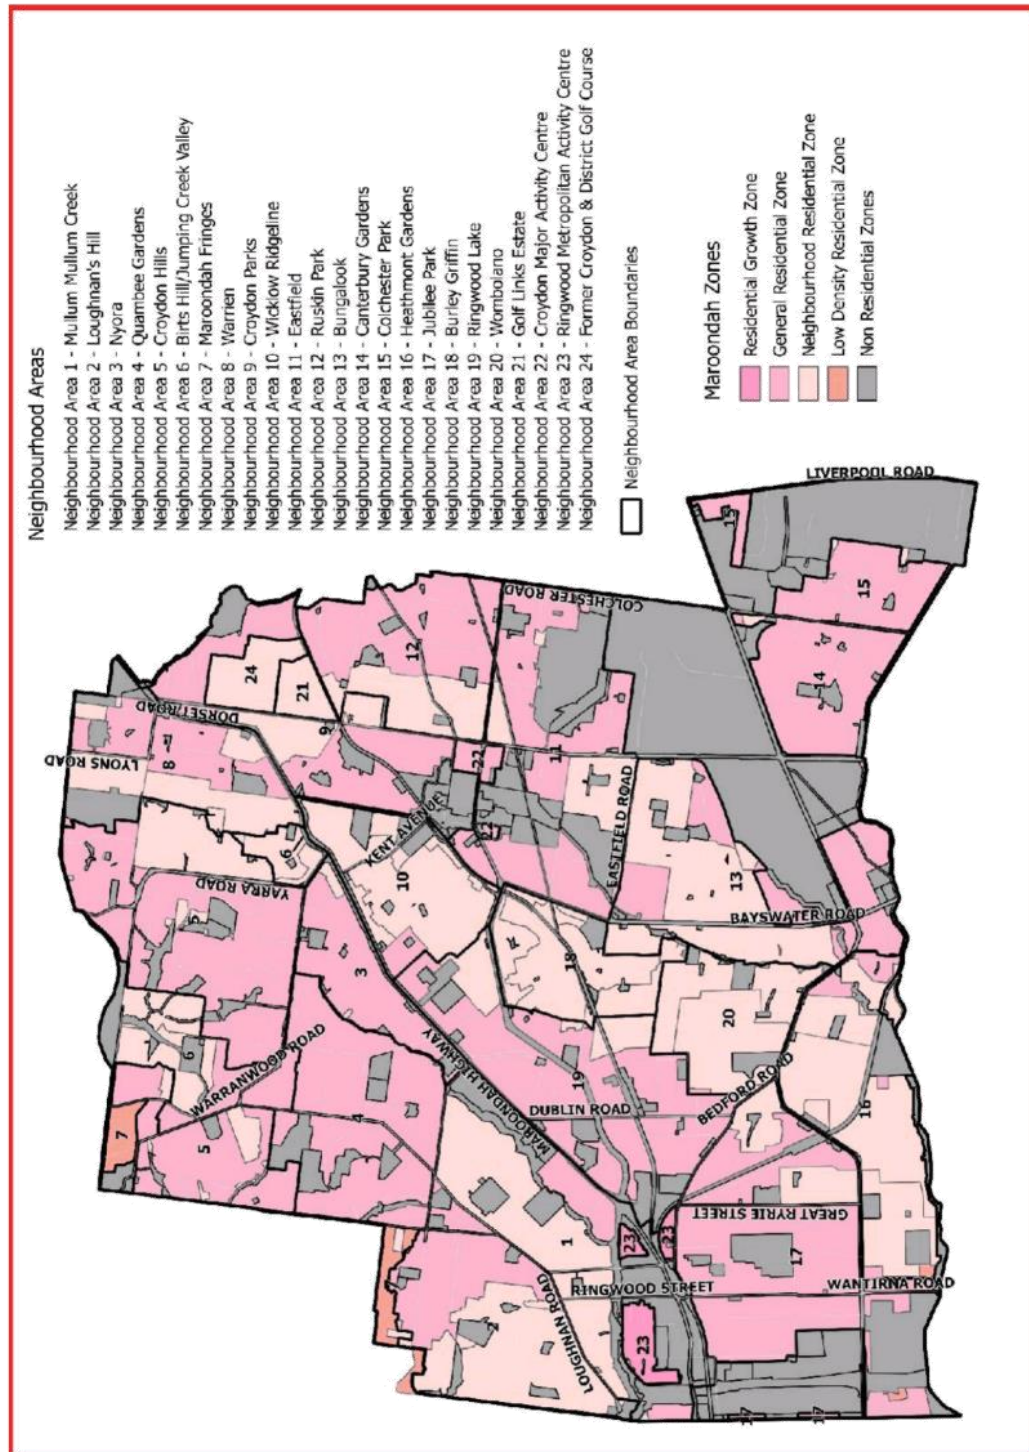 Neighbourhood Areas
Neighbourhood Area 1 - Mullum Mullum Creek
Neighbourhood Area 2 - Loughnan's Hill
Neighbourhood Area 3 - Nyora
Neighbourhood Area 4 - Quambee Gardens
Neighbourhood Area 5 - Croydon Hills
Neighbourhood Area 6 - Birts Hill/Jumping Creek Valley
Neighbourhood Area 7 - Maroondah Fringes
Neighbourhood Area 8 - Warrien
Neighbourhood Area 9 - Croydon Parks
Neighbourhood Area 10 - Wicklow Ridgeline
Neighbourhood Area 11 - Eastfield
Neighbourhood Area 12 - Ruskin Park
Neighbourhood Area 13 - Bungalook
Neighbourhood Area 14 - Canterbury Gardens
Neighbourhood Area 15 - Colchester Park
Neighbourhood Area 16 - Heathmont Gardens
Neighbourhood Area 17 - Jubilee Park
Neighbourhood Area 18 - Burley Griffin
Neighbourhood Area 19 - Ringwood Lake
Neighbourhood Area 20 - Wombolano
Neighbourhood Area 21 - Golf Links Estate
Neighbourhood Area 22 - Croydon Major Activity Centre
Neighbourhood Area 23 - Ringwood Metropolitan Activity Centre
Neighbourhood Area 24 - Former Croydon & District Golf Course
Neighbourhood Area Boundaries
Maroondah Zones
Residential Growth Zone
General Residential Zone
Neighbourhood Residential Zone
Low Density Residential Zone
Non Residential Zones
LYONS ROAD
DORSET ROAD
8
24
21
9
12
YARRA ROAD
6
KENT AVENUE
22
22
11
COLCHESTER ROAD
LIVERPOOL ROAD
15
15
14
5
10
EASTFIELD ROAD
13
BAYSWATER ROAD
3
18
20
6
WARRANWOOD ROAD
7
5
4
MAROONDAH HIGHWAY
MAROONDAH
19
DUBLIN ROAD
BEDFORD ROAD
16
1
23
23
GREAT RYRIE STREET
17
2
LOUGHNAN ROAD
RINGWOOD STREET
WANTIRNA ROAD
23
17
17